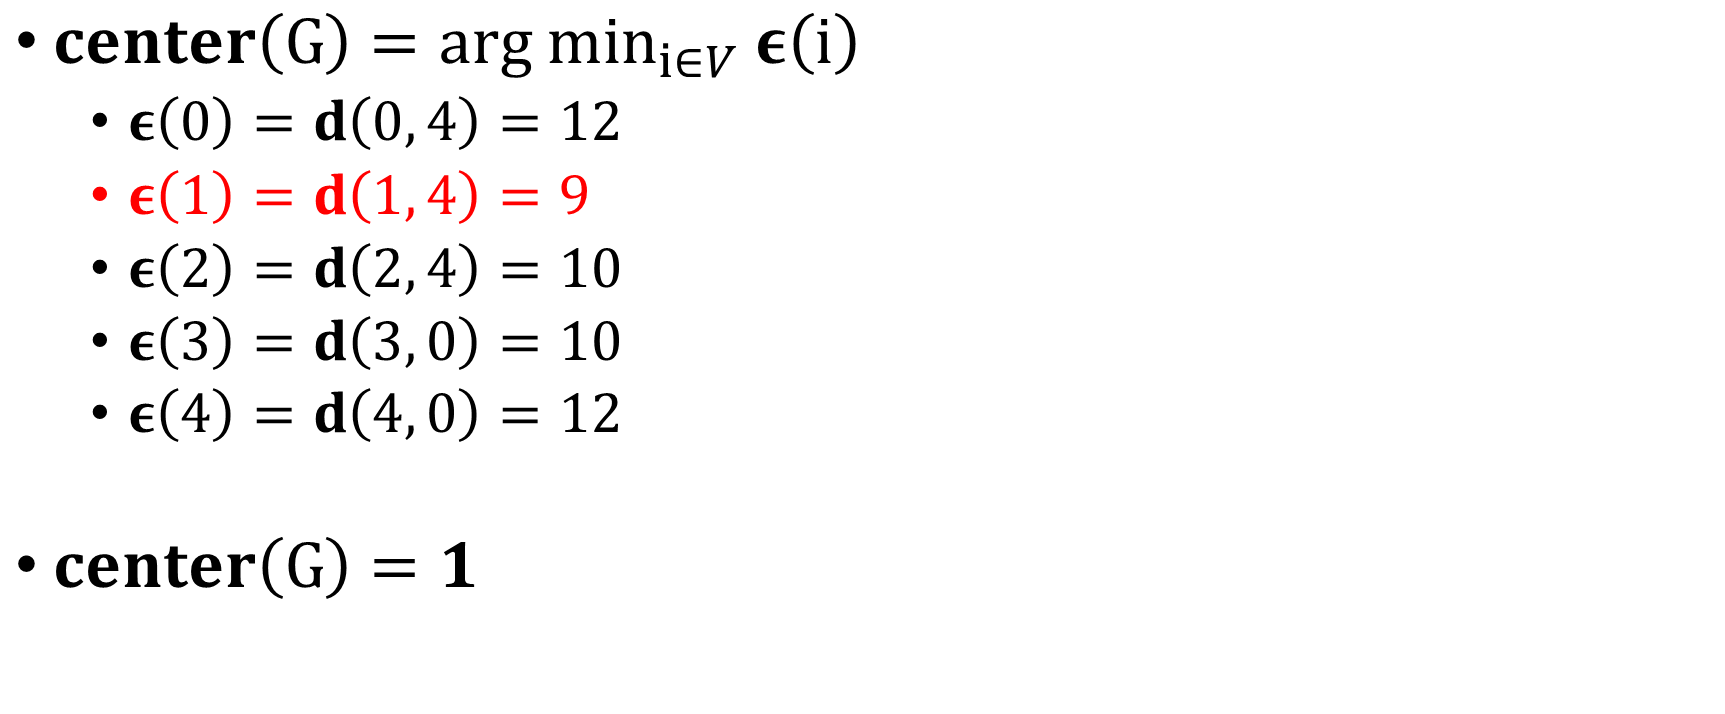 • center(G) = arg min_{i∈V} ϵ(i)
• ϵ(0) = d(0, 4) = 12
• ϵ(1) = d(1, 4) = 9
• ϵ(2) = d(2, 4) = 10
• ϵ(3) = d(3, 0) = 10
• ϵ(4) = d(4, 0) = 12
• center(G) = 1